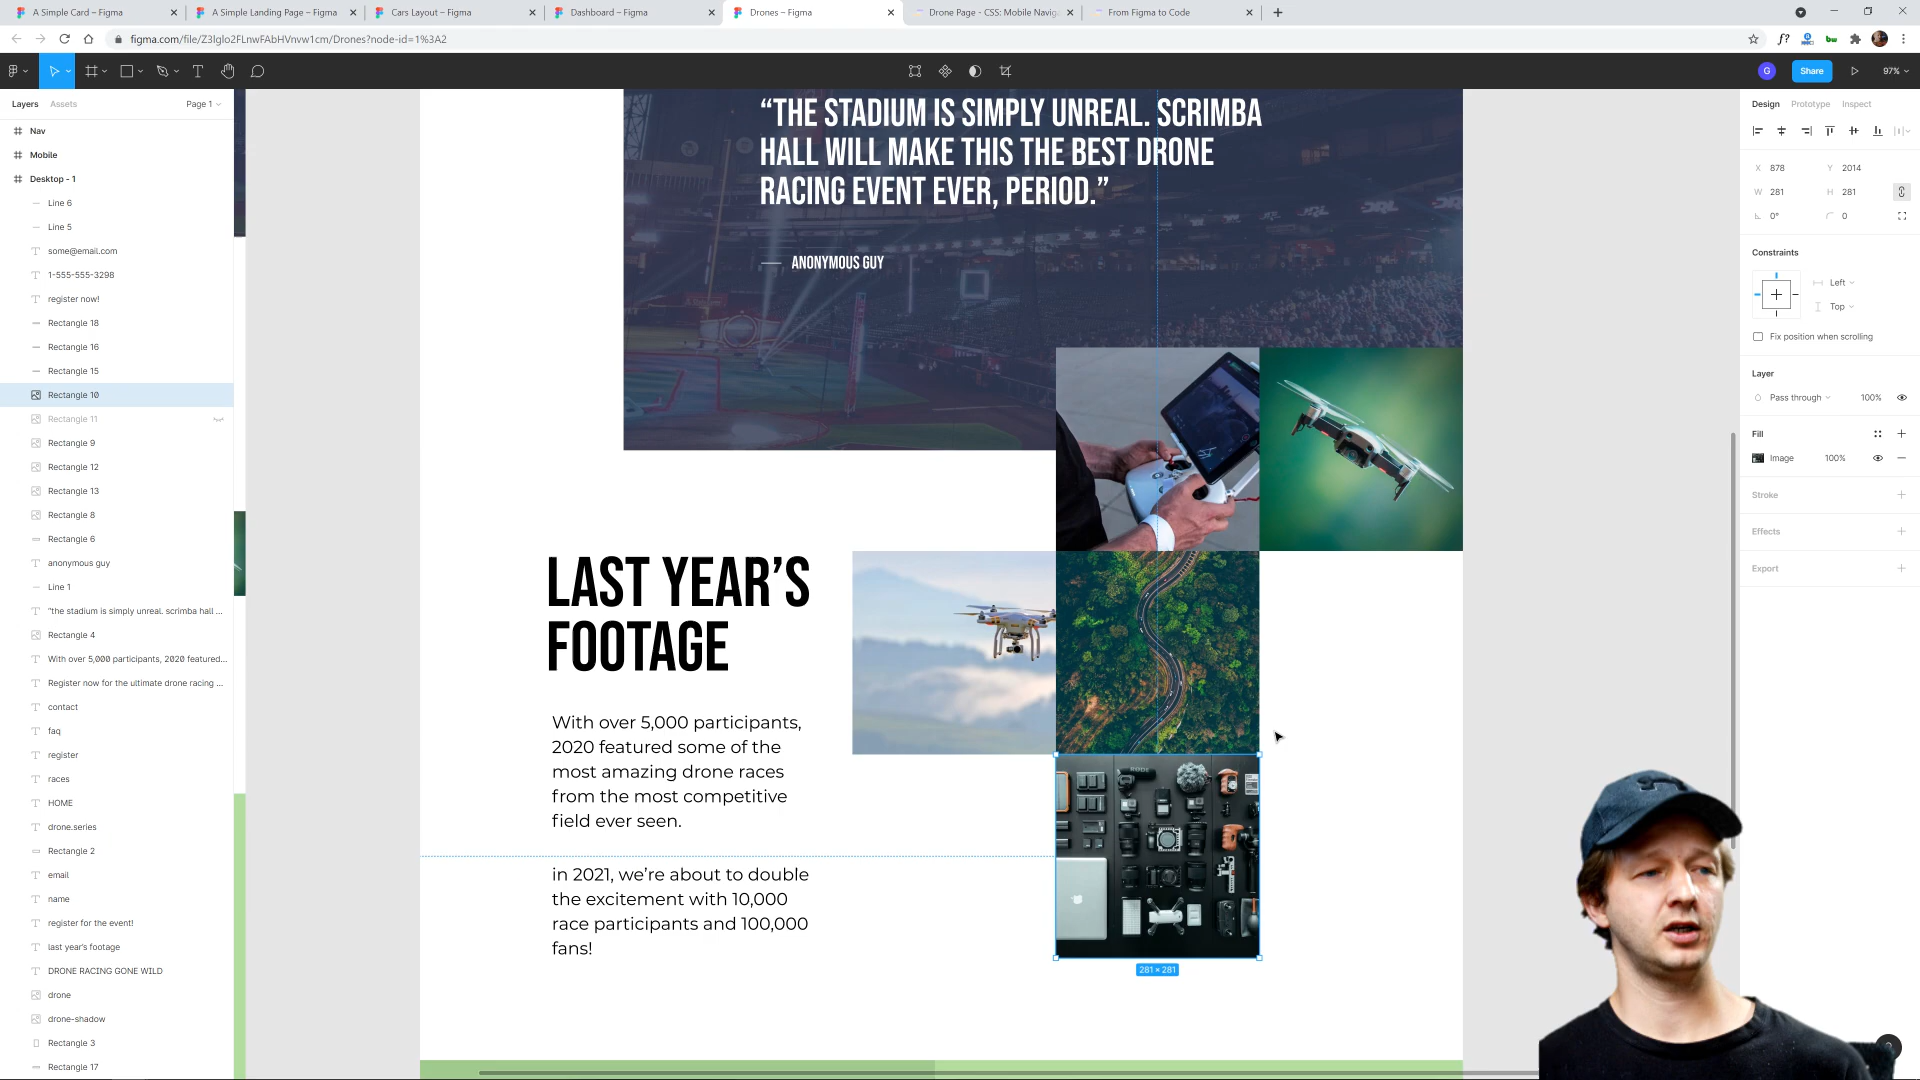 A Simple Card – Figma
A Simple Landing Page – Figma
Cars Layout – Figma
Dashboard – Figma
Drones – Figma
Drone Page - CSS: Mobile Naviga
From Figma to Code
figma.com/file/Z3lglo2FLnwFAbHVnvw1cm/Drones?node-id=1%3A2
f?
bw
G
Share
97%
Layers
Assets
Page 1
Nav
Mobile
Desktop - 1
Line 6
Line 5
some@email.com
1-555-555-3298
register now!
Rectangle 18
Rectangle 16
Rectangle 15
Rectangle 10
Rectangle 11
Rectangle 9
Rectangle 12
Rectangle 13
Rectangle 8
Rectangle 6
anonymous guy
Line 1
"the stadium is simply unreal. scrimba hall ...
Rectangle 4
With over 5,000 participants, 2020 featured...
Register now for the ultimate drone racing ...
contact
faq
register
races
HOME
drone.series
Rectangle 2
email
name
register for the event!
last year's footage
DRONE RACING GONE WILD
drone
drone-shadow
Rectangle 3
Rectangle 17
“THE STADIUM IS SIMPLY UNREAL. SCRIMBA
HALL WILL MAKE THIS THE BEST DRONE
RACING EVENT EVER, PERIOD.”
ANONYMOUS GUY
LAST YEAR’S
FOOTAGE
With over 5,000 participants,
2020 featured some of the
most amazing drone races
from the most competitive
field ever seen.
in 2021, we’re about to double
the excitement with 10,000
race participants and 100,000
fans!
RODE
281 × 281
Design
Prototype
Inspect
X 878
Y 2014
W 281
H 281
0°
0
Constraints
Left
Top
Fix position when scrolling
Layer
Pass through
100%
Fill
Image
100%
Stroke
Effects
Export